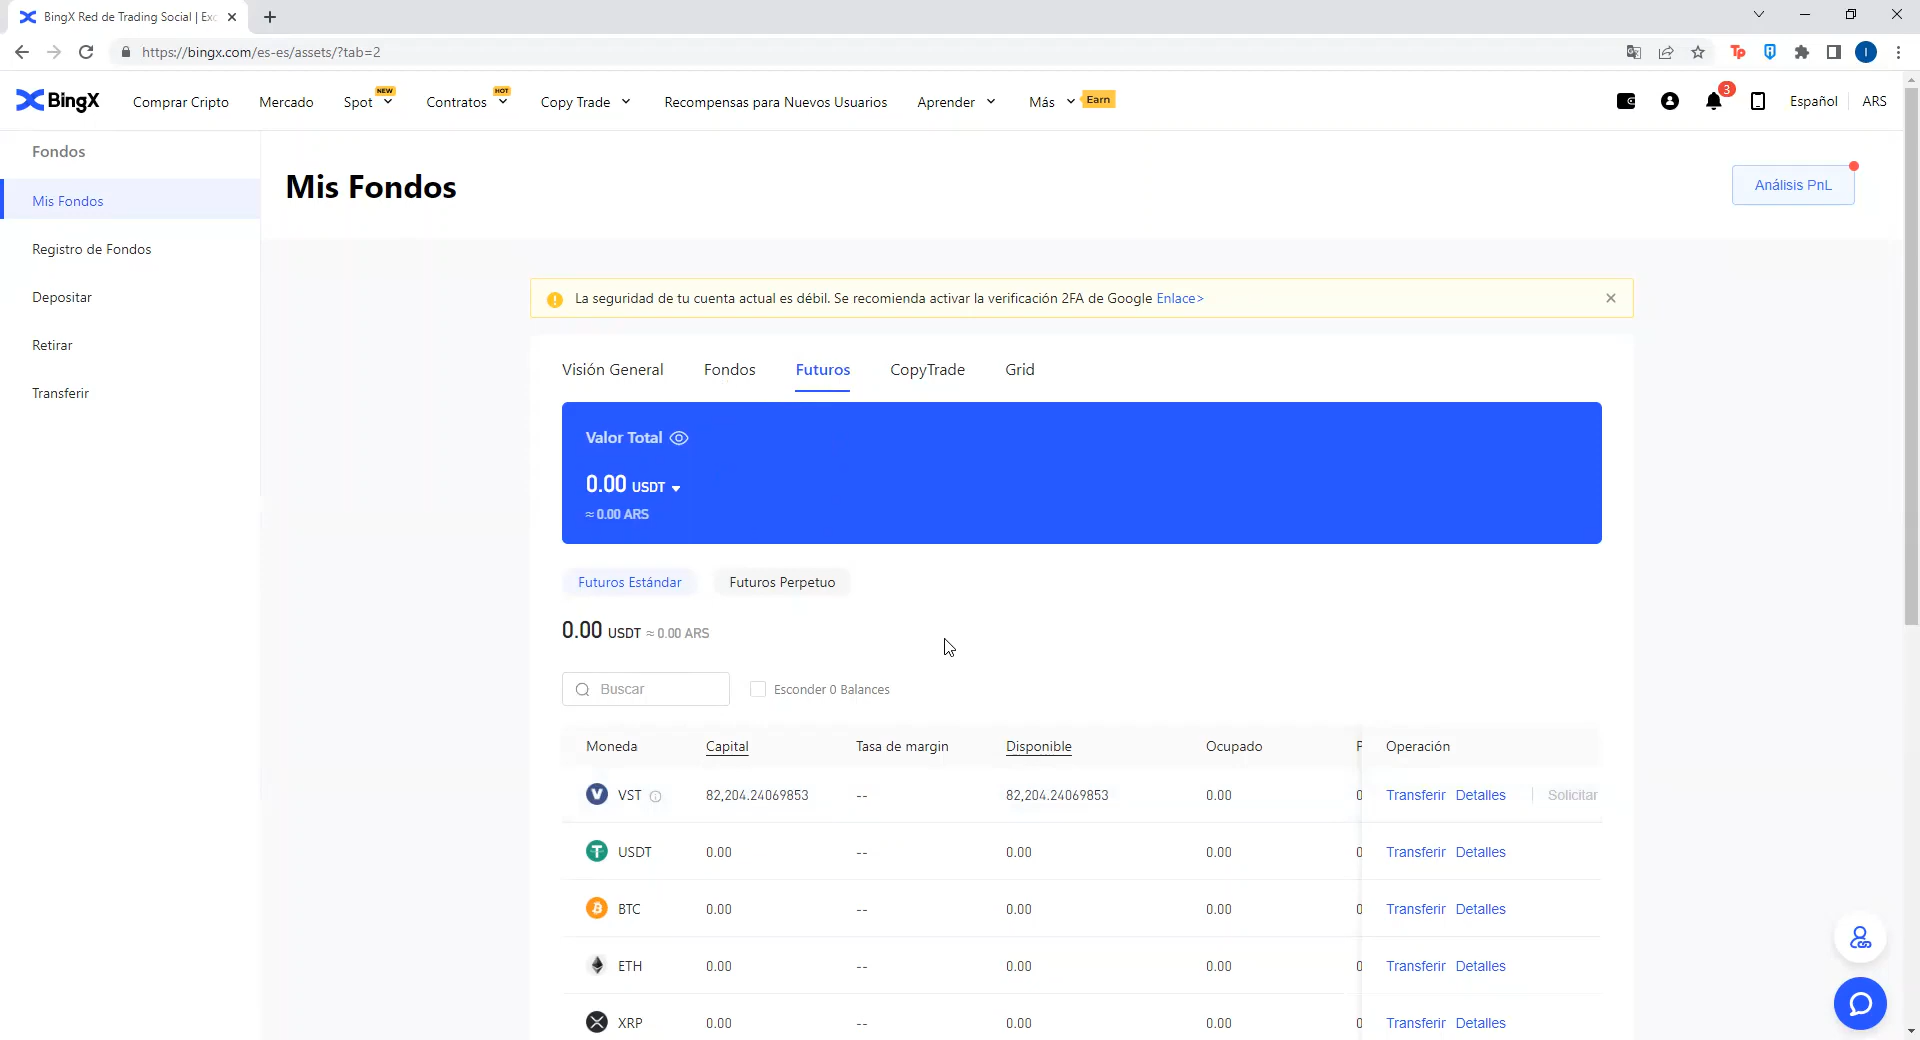 BingX Red de Trading Social | Exc
https://bingx.com/es-es/assets/?tab=2
Tp
I
BingX
Comprar Cripto
Mercado
Spot
NEW
Contratos
HOT
Copy Trade
Recompensas para Nuevos Usuarios
Aprender
Más
Earn
3
Español
ARS
Fondos
Mis Fondos
Registro de Fondos
Depositar
Retirar
Transferir
Mis Fondos
Análisis PnL
La seguridad de tu cuenta actual es débil. Se recomienda activar la verificación 2FA de Google Enlace>
Visión General
Fondos
Futuros
CopyTrade
Grid
Valor Total
0.00 USDT
≈ 0.00 ARS
Futuros Estándar
Futuros Perpetuo
0.00 USDT ≈ 0.00 ARS
Buscar
Esconder 0 Balances
Moneda Capital Tasa de margin Disponible Ocupado P Operación
VST 82,204.24069853 -- 82,204.24069853 0.00 0 Transferir Detalles Solicitar
USDT 0.00 -- 0.00 0.00 0 Transferir Detalles
BTC 0.00 -- 0.00 0.00 0 Transferir Detalles
ETH 0.00 -- 0.00 0.00 0 Transferir Detalles
XRP 0.00 -- 0.00 0.00 0 Transferir Detalles